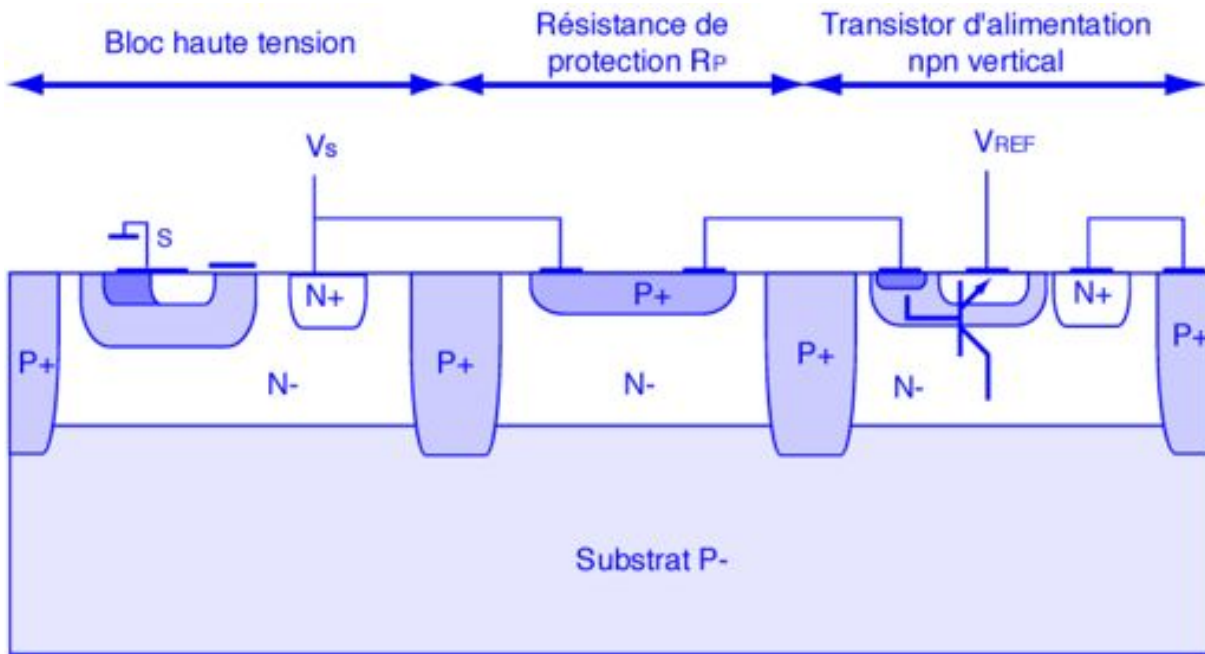 Bloc haute tension
Résistance de
protection RP
Transistor d'alimentation
npn vertical
Vs
VREF
S
N+
P+
N+
P+
P+
P+
P+
N-
N-
N-
Substrat P-